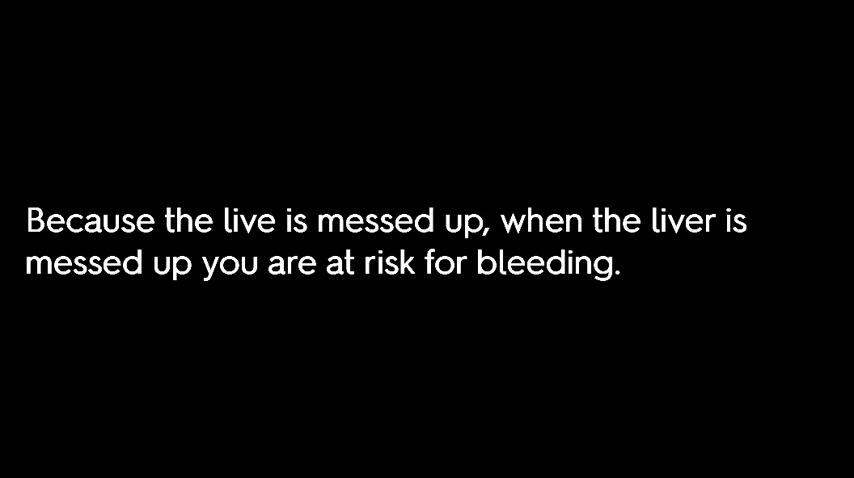 Because the live is messed up, when the liver is
messed up you are at risk for bleeding.